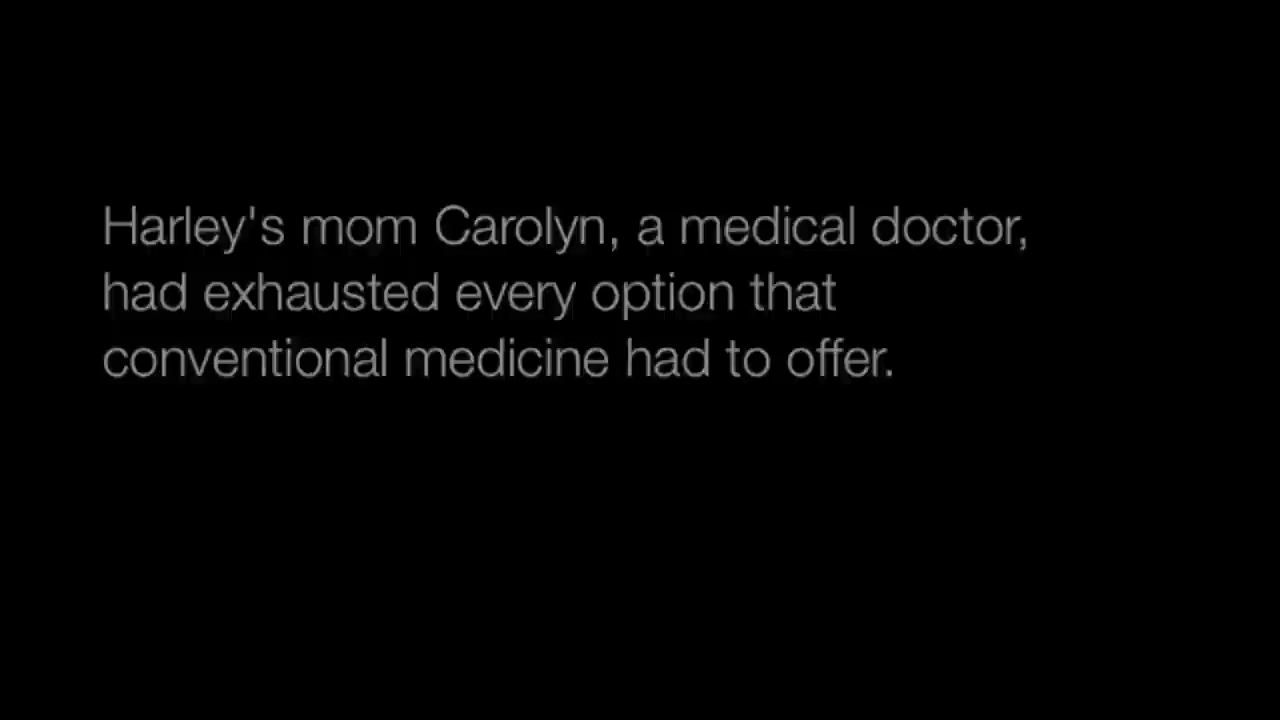 Harley's mom Carolyn, a medical doctor,
had exhausted every option that
conventional medicine had to offer.